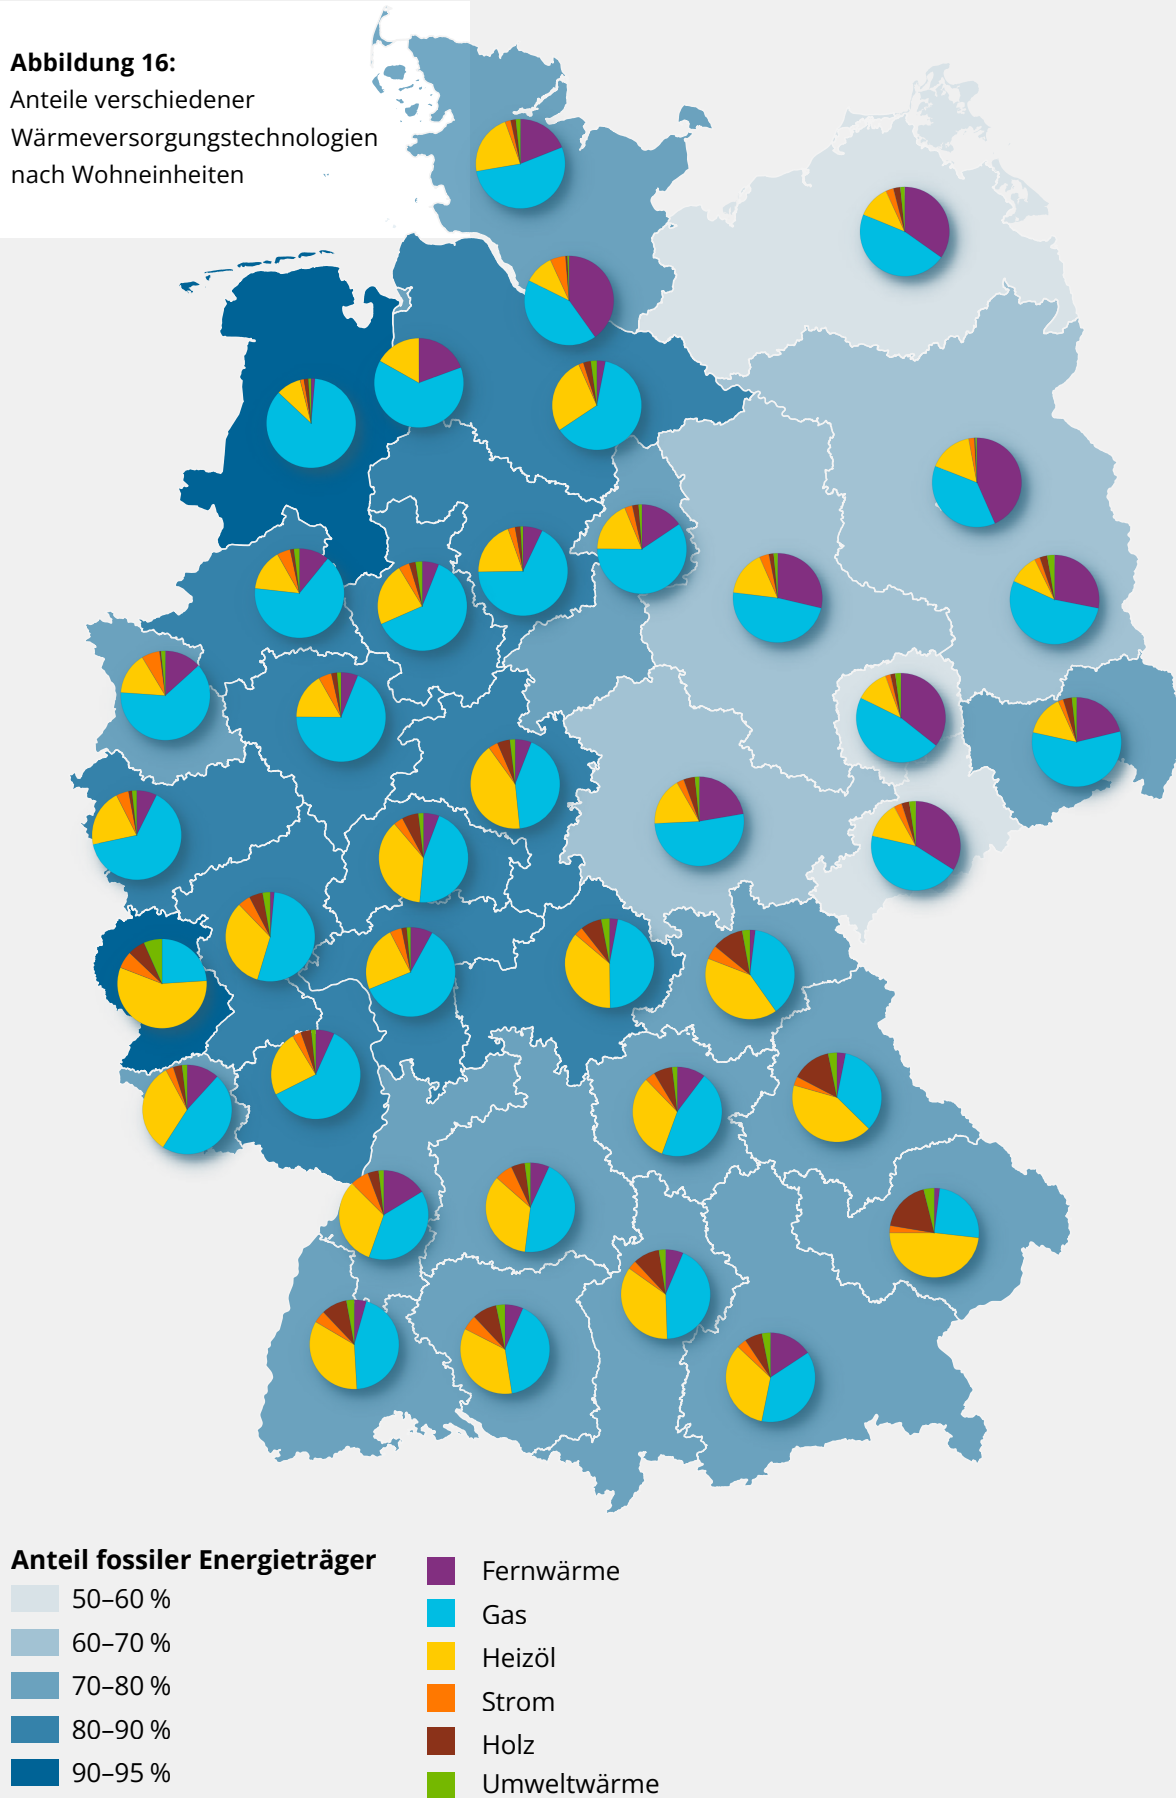 Abbildung 16:
Anteile verschiedener
Wärmeversorgungstechnologien
nach Wohneinheiten
Anteil fossiler Energieträger
50–60 %
60–70 %
70–80 %
80–90 %
90–95 %
Fernwärme
Gas
Heizöl
Strom
Holz
Umweltwärme